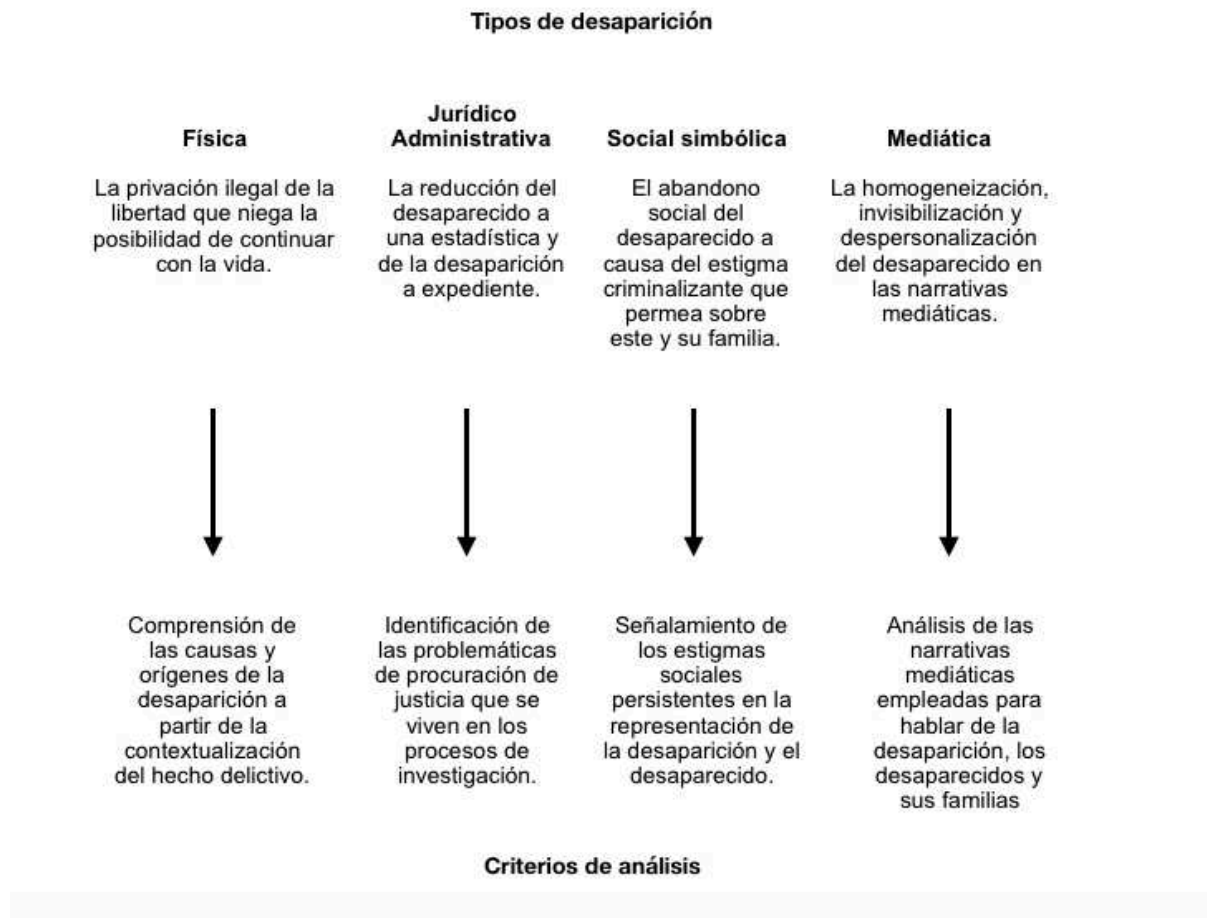 Tipos de desaparición
Física
La privación ilegal de la
libertad que niega la
posibilidad de continuar
con la vida.
Jurídico
Administrativa
La reducción del
desaparecido a
una estadística y
de la desaparición
a expediente.
Social simbólica
El abandono
social del
desaparecido a
causa del estigma
criminalizante que
permea sobre
este y su familia.
Mediática
La homogeneización,
invisibilización y
despersonalización
del desaparecido en
las narrativas
mediáticas.
Comprensión de
las causas y
orígenes de la
desaparición a
partir de la
contextualización
del hecho delictivo.
Identificación de
las problemáticas
de procuración de
justicia que se
viven en los
procesos de
investigación.
Señalamiento de
los estigmas
sociales
persistentes en la
representación de
la desaparición y el
desaparecido.
Análisis de las
narrativas
mediáticas
empleadas para
hablar de la
desaparición, los
desaparecidos y
sus familias
Criterios de análisis